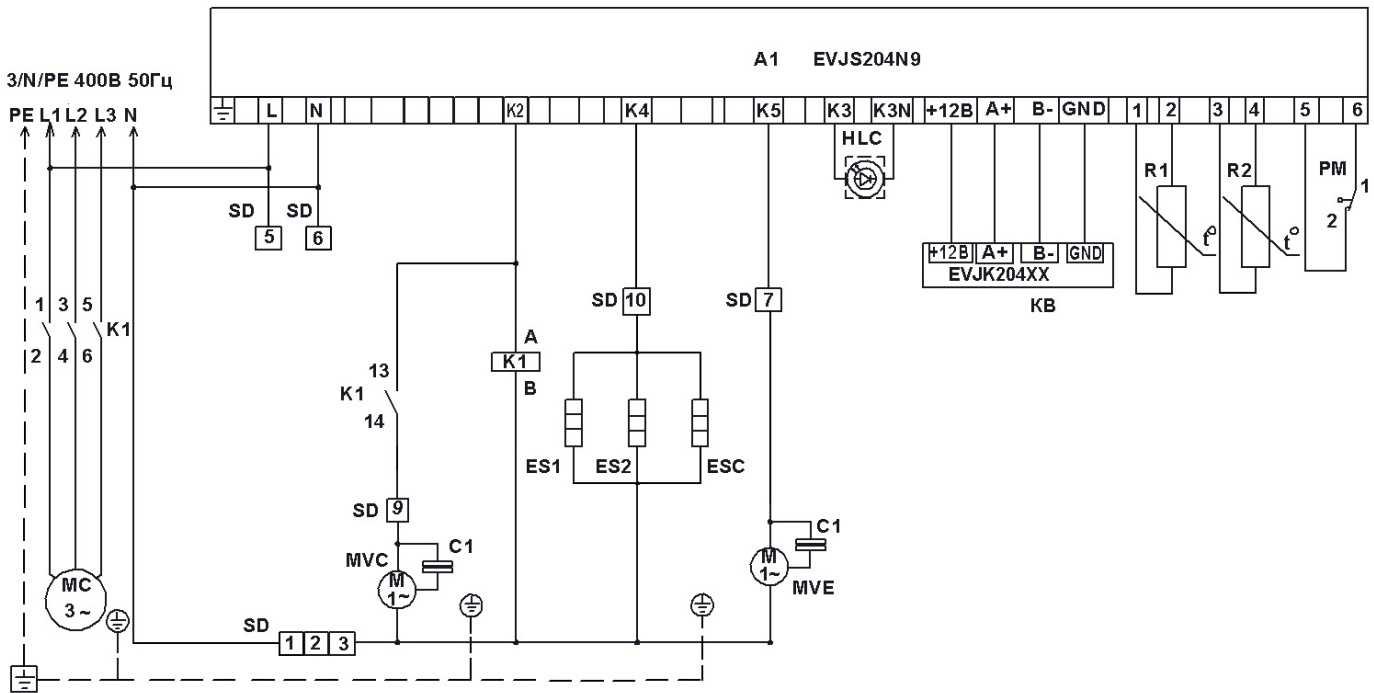 A1 EVJS204N9
3/N/PE 400В 50Гц
PE L1 L2 L3 N
L N K2 K4 K5 K3 K3N +12В A+ B- GND 1 2 3 4 5 6
HLC
R1 R2 PM 1
2
SD SD
5 6
t° t°
+12В A+ B- GND
EVJK204XX
КВ
SD 10 SD 7
1 3 5
K1
2 4 6
A
K1
B
13
K1
14
ES1 ES2 ESC
SD 9
C1
MVC
M
1~
C1
M
1~
MVE
MC
3 ~
SD
1 2 3